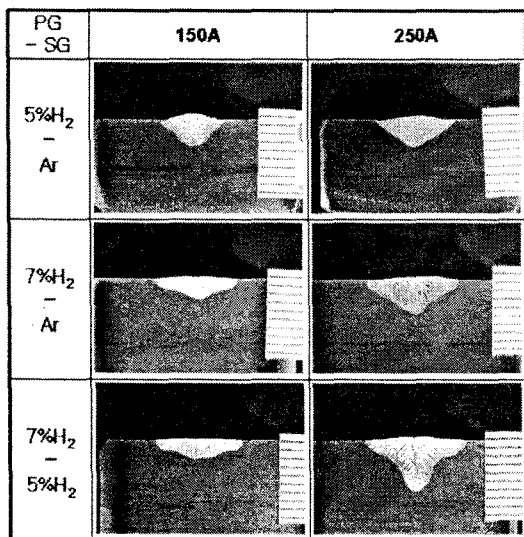 PG
- SG
150A
250A
5%H₂
–
Ar
7%H₂
–
Ar
7%H₂
–
5%H₂